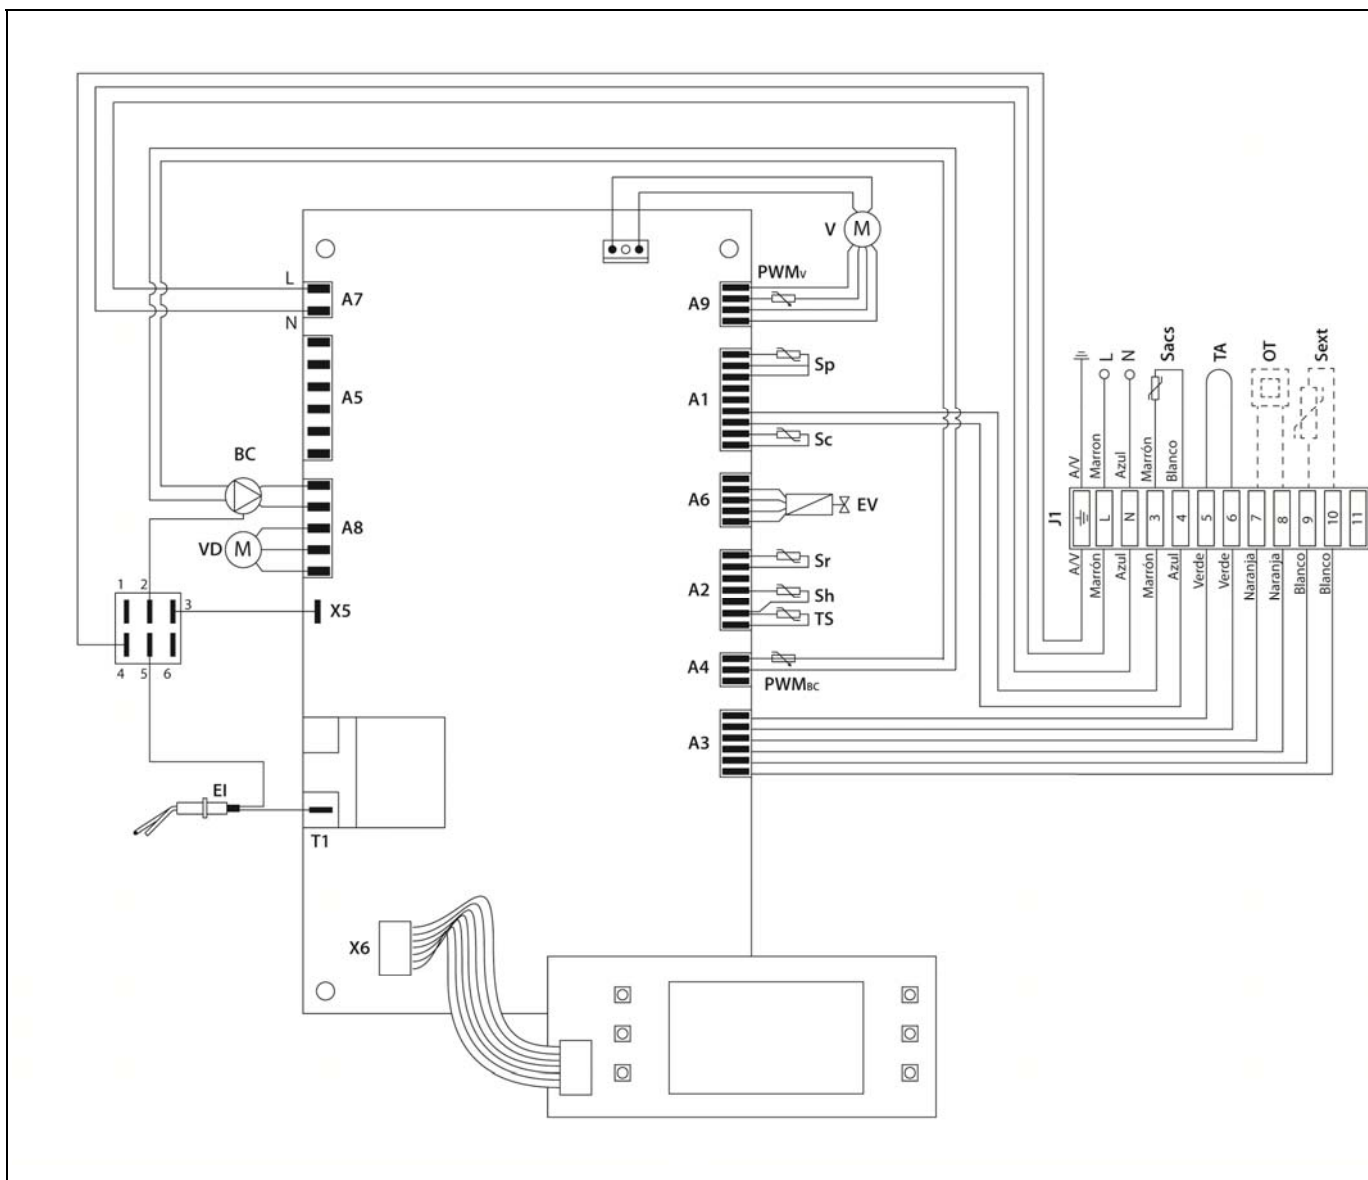 V
M
L
A7
N
PWMV
A9
Sp
A1
Sc
A5
BC
A8
VD
M
A6
EV
Sr
A2
Sh
TS
A4
PWMBC
A3
1
2
3
4
5
6
X5
EI
T1
X6
L
N
Sacs
TA
OT
Sext
A/V
Marron
Azul
Marrón
Blanco
J1
L
N
3
4
5
6
7
8
9
10
11
A/V
Marrón
Azul
Marrón
Azul
Verde
Verde
Naranja
Naranja
Blanco
Blanco